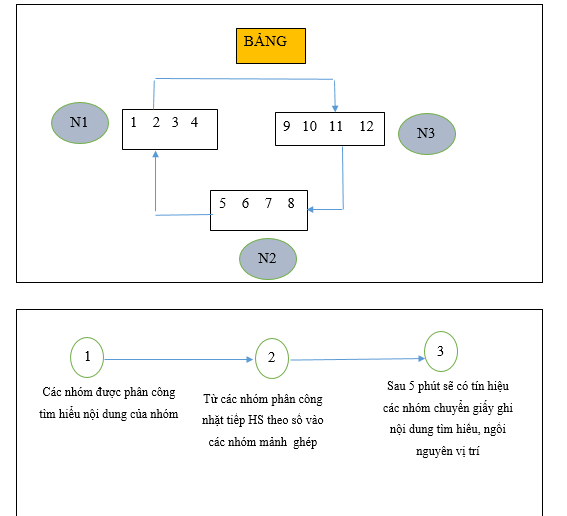 BẢNG
N1
1 2 3 4
9 10 11 12
N3
5 6 7 8
N2
1
2
3
Các nhóm được phân công
tìm hiểu nội dung của nhóm
Từ các nhóm phân công
nhặt tiếp HS theo số vào
các nhóm mảnh ghép
Sau 5 phút sẽ có tín hiệu
các nhóm chuyển giấy ghi
nội dung tìm hiểu, ngồi
nguyên vị trí